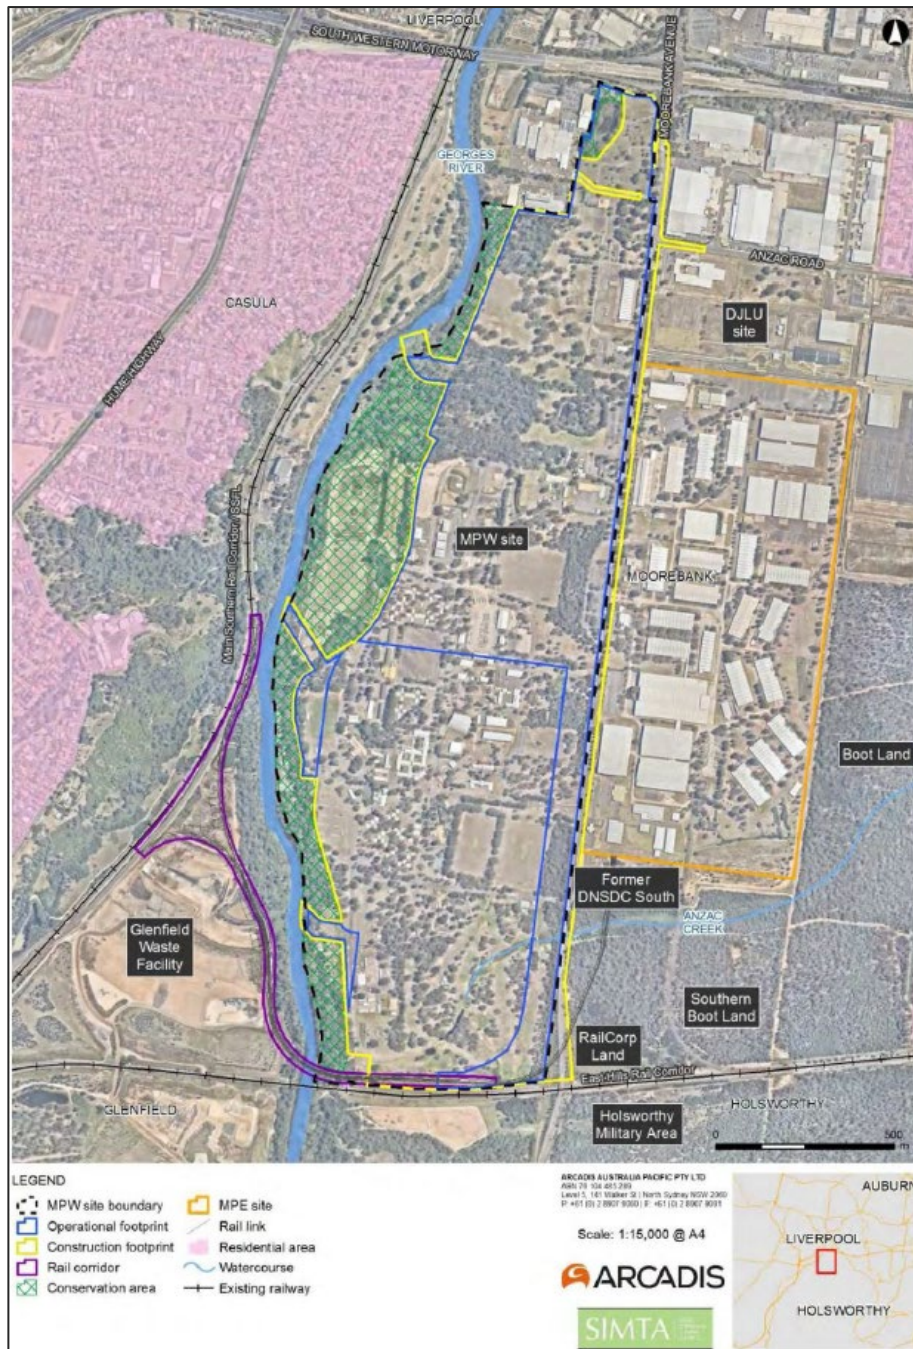 LIVERPOOL
SOUTH WESTERN MOTORWAY
MOOREBANK AVENUE
GEORGES
RIVER
ANZAC ROAD
CASULA
DJLU
site
HUME HIGHWAY
Main Southern Rail Corridor / SSFL
MPW site
MOOREBANK
Boot Land
Former
DNSDC South
ANZAC
CREEK
Glenfield
Waste
Facility
Southern
Boot Land
RailCorp
Land
East Hills Rail Corridor
GLENFIELD
Holsworthy
Military Area
HOLSWORTHY
0 500
m
LEGEND
MPW site boundary
Operational footprint
Construction footprint
Rail corridor
Conservation area
MPE site
Rail link
Residential area
Watercourse
Existing railway
ARCADIS AUSTRALIA PACIFIC PTY LTD
Scale: 1:15,000 @ A4
ARCADIS
SIMTA
AUBURN
LIVERPOOL
HOLSWORTHY